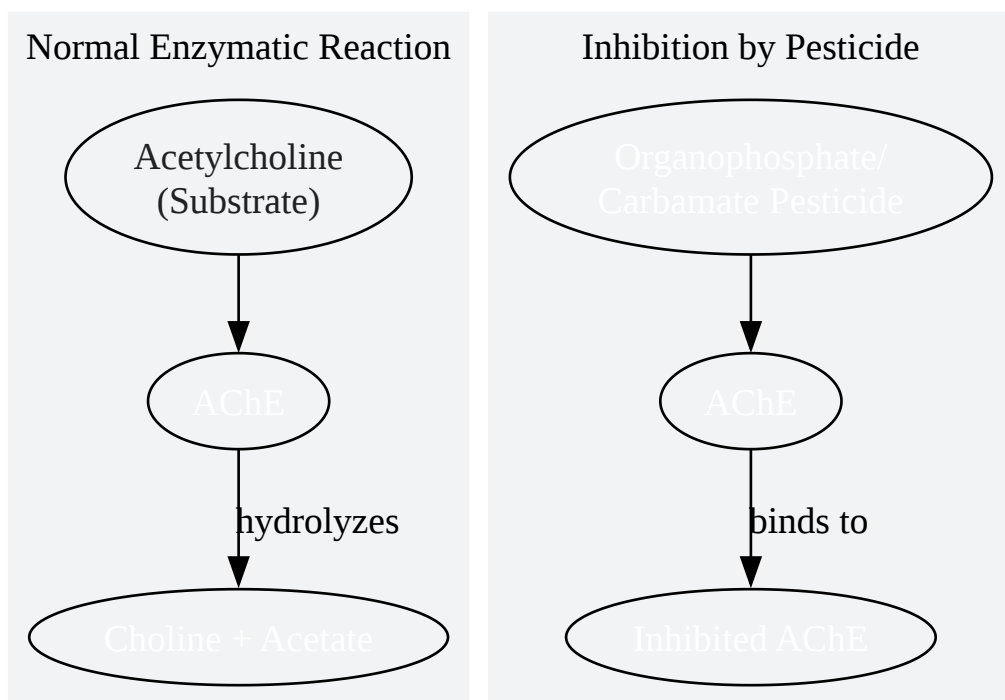 Normal Enzymatic Reaction
Acetylcholine
(Substrate)
AChE
hydrolyzes
Choline + Acetate
Inhibition by Pesticide
Organophosphate/
Carbamate Pesticide
AChE
binds to
Inhibited AChE